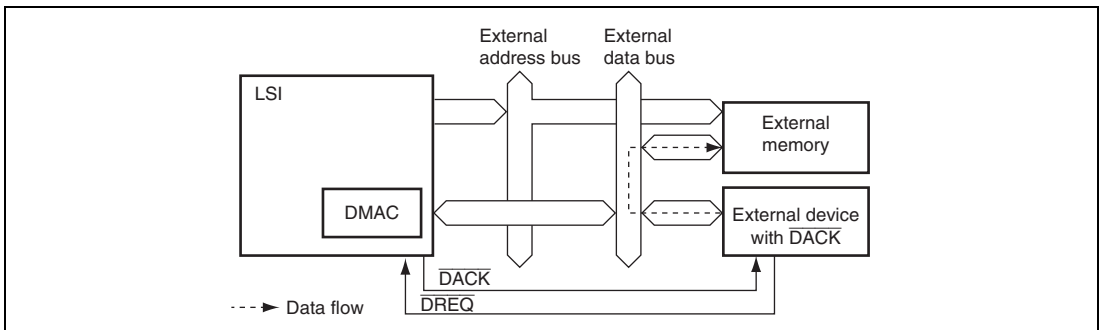 External
address bus
External
data bus
LSI
External
memory
DMAC
External device
with DACK
DACK
DREQ
Data flow